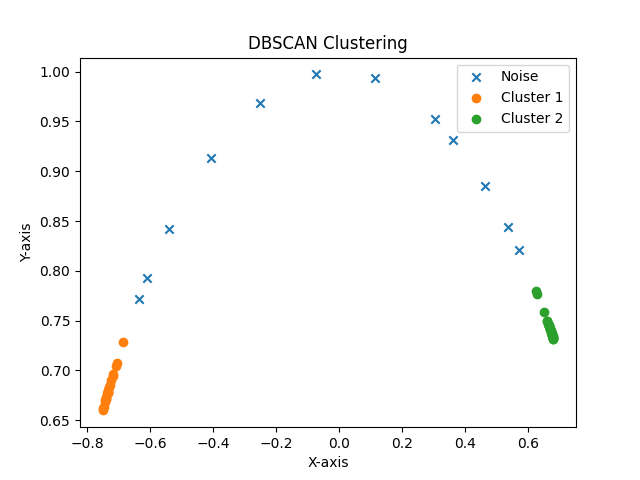 DBSCAN Clustering
Noise
Cluster 1
Cluster 2
1.00
0.95
0.90
0.85
0.80
0.75
0.70
0.65
Y-axis
−0.8 −0.6 −0.4 −0.2 0.0 0.2 0.4 0.6
X-axis